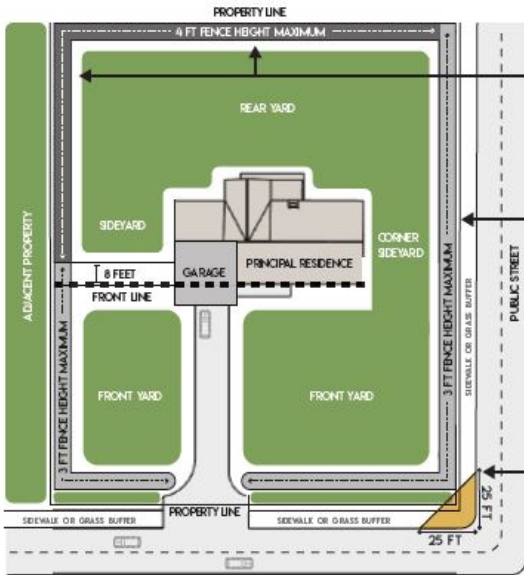 PROPERTY LINE
4 FT FENCE HEIGHT MAXIMUM
REAR YARD
ADJACENT PROPERTY
SIDEYARD
CORNER
SIDEYARD
PUBLIC STREET
GARAGE
PRINCIPAL RESIDENCE
8 FEET
FRONT LINE
3 FT FENCE HEIGHT MAXIMUM
3 FT FENCE HEIGHT MAXIMUM
SIDEWALK OR GRASS BUFFER
FRONT YARD
FRONT YARD
25 FT
PROPERTY LINE
SIDEWALK OR GRASS BUFFER
SIDEWALK OR GRASS BUFFER
25 FT